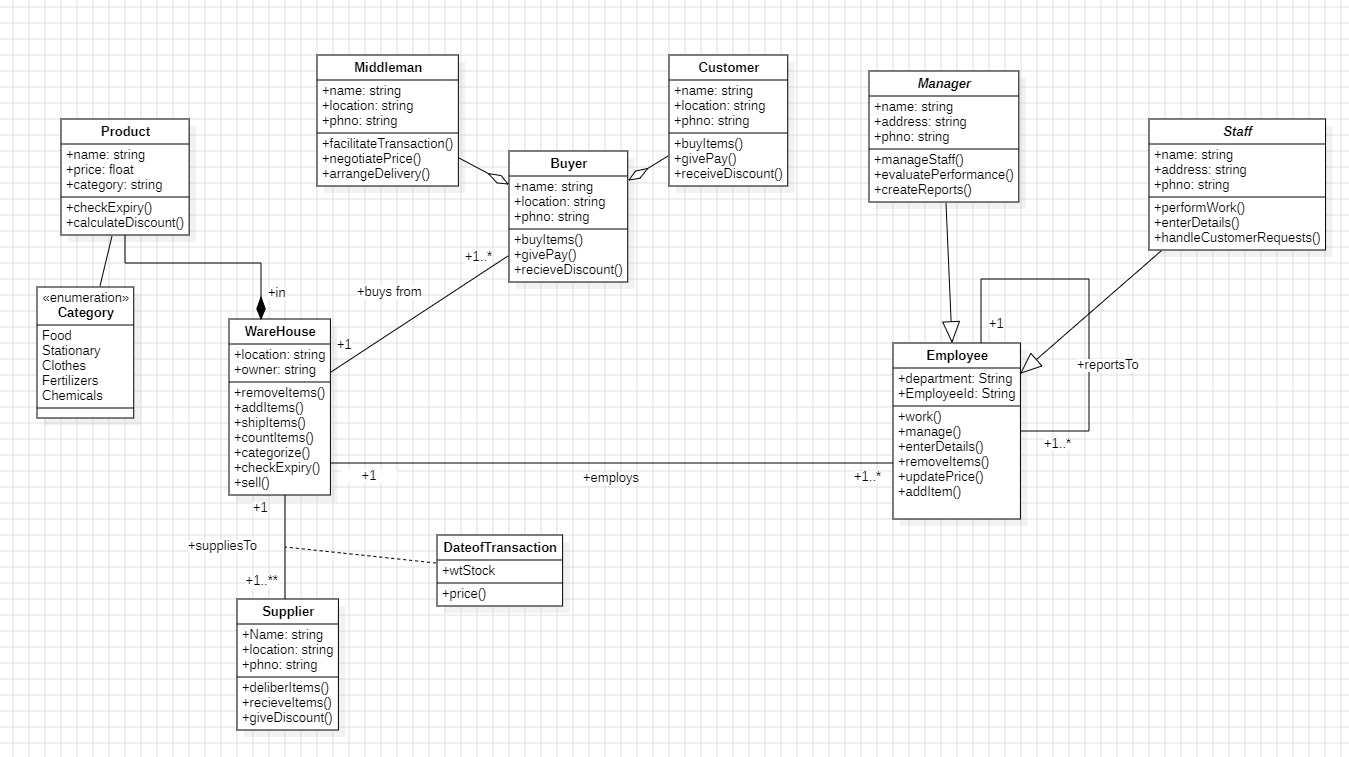 Middleman
+name: string
+location: string
+phno: string
+facilitateTransaction()
+negotiatePrice()
+arrangeDelivery()
Customer
+name: string
+location: string
+phno: string
+buyItems()
+givePay()
+receiveDiscount()
Manager
+name: string
+address: string
+phno: string
+manageStaff()
+evaluatePerformance()
+createReports()
Staff
+name: string
+address: string
+phno: string
+performWork()
+enterDetails()
+handleCustomerRequests()
Product
+name: string
+price: float
+category: string
+checkExpiry()
+calculateDiscount()
Buyer
+name: string
+location: string
+phno: string
+buyItems()
+givePay()
+recieveDiscount()
+1..*
+buys from
+1
+in
«enumeration»
Category
Food
Stationary
Clothes
Fertilizers
Chemicals
WareHouse
+location: string
+owner: string
+removeItems()
+addItems()
+shipItems()
+countItems()
+categorize()
+checkExpiry()
+sell()
+1
+employs
+1..*
Employee
+department: String
+EmployeeId: String
+work()
+manage()
+enterDetails()
+removeItems()
+updatePrice()
+addItem()
+1
+reportsTo
+1..*
+1
+suppliesTo
+1..**
DateofTransaction
+wtStock
+price()
Supplier
+Name: string
+location: string
+phno: string
+deliberItems()
+recieveItems()
+giveDiscount()